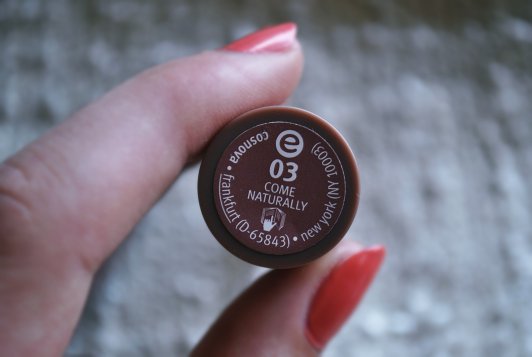 e
03
COME
NATURALLY
cosnova • frankfurt (D-65843) • new york (NY 10003)